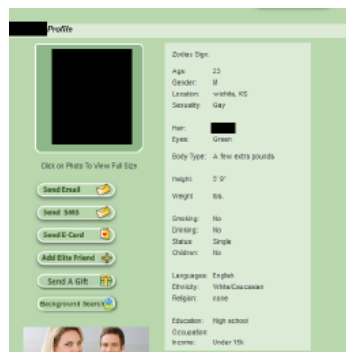 Profile
Zodiac Sign:
Age: 23
Gender: M
Location: wichita, KS
Sexuality: Gay
Hair:
Eyes: Green
Body Type: A few extra pounds
Height: 5' 9"
Weight lbs.
Smoking: No
Drinking: No
Status: Single
Children: No
Languages: English
Ethnicity: White/Caucasian
Religion: none
Education: High school
Occupation:
Income: Under 15k
Click on Photo To View Full Size
Send Email
Send SMS
Send E-Card
Add Elite Friend
Send A Gift
Background Search